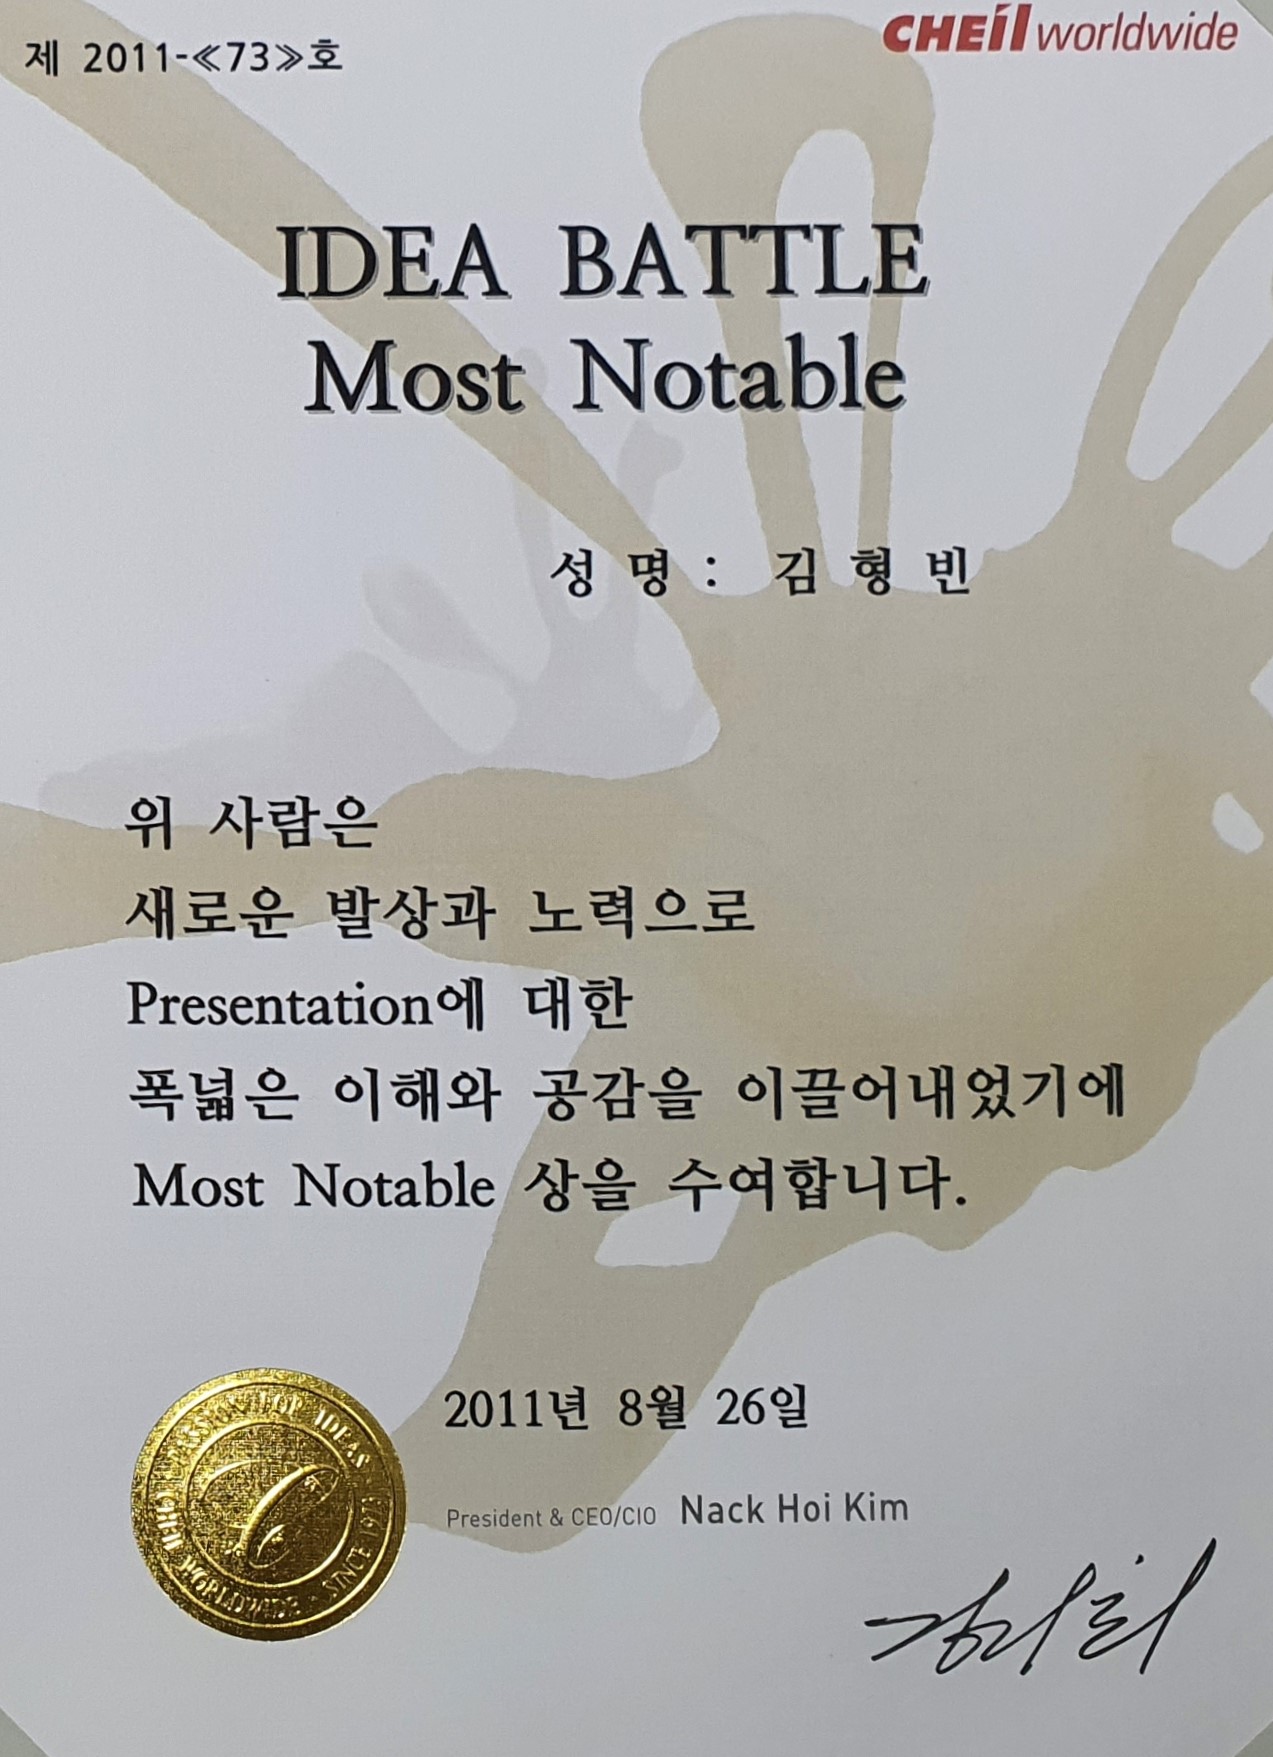 제 2011-≪73≫호
CHEIL worldwide
IDEA BATTLE
Most Notable
성 명 : 김 형 빈
위 사람은
새로운 발상과 노력으로
Presentation에 대한
폭넓은 이해와 공감을 이끌어내었기에
Most Notable 상을 수여합니다.
2011년 8월 26일
President & CEO/CIO Nack Hoi Kim
PASSION FOR IDEAS
CHEIL WORLDWIDE · SINCE 1973